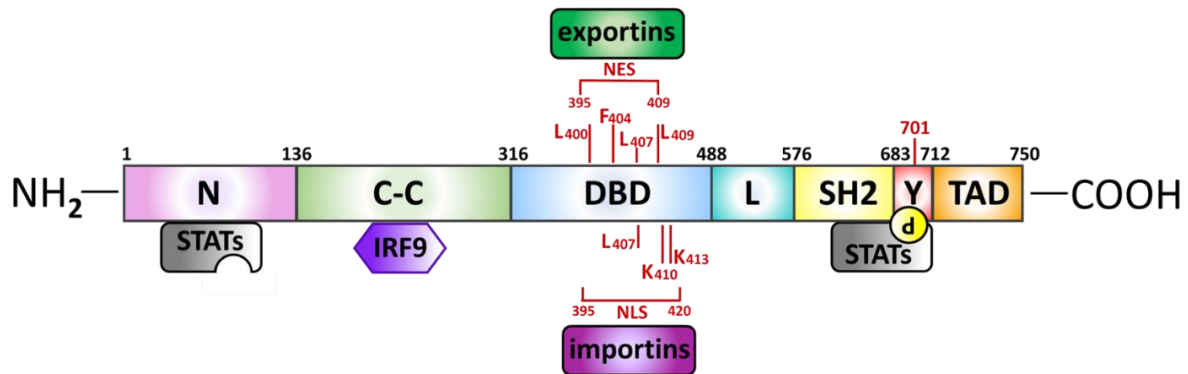 exportins
NES
395 409
L400 F404 L407 L409
701
1 136 316 488 576 683 712 750
NH2 N C-C DBD L SH2 Y TAD COOH
P
STATs IRF9 STATs
L407 K410 K413
395 NLS 420
importins